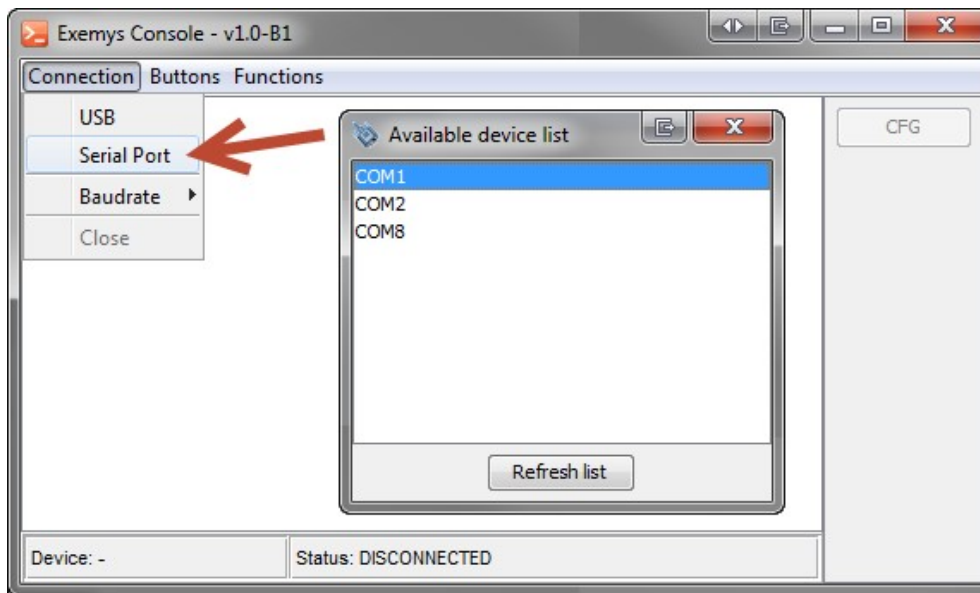 Exemys Console - v1.0-B1
Connection Buttons Functions
USB
Serial Port
Baudrate
Close
Available device list
COM1
COM2
COM8
Refresh list
CFG
Device: -
Status: DISCONNECTED